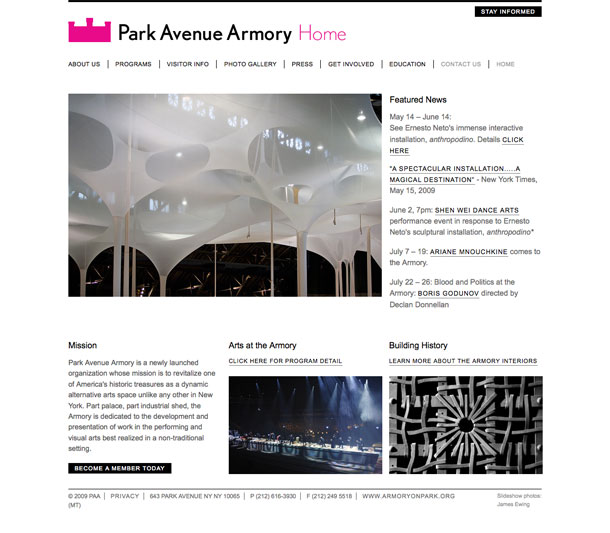 STAY INFORMED
Park Avenue Armory Home
ABOUT US | PROGRAMS | VISITOR INFO | PHOTO GALLERY | PRESS | GET INVOLVED | EDUCATION | CONTACT US | HOME
Featured News
May 14 – June 14:
See Ernesto Neto's immense interactive
installation, anthropodino. Details CLICK
HERE
"A SPECTACULAR INSTALLATION.....A
MAGICAL DESTINATION" - New York Times,
May 15, 2009
June 2, 7pm: SHEN WEI DANCE ARTS
performance event in response to Ernesto
Neto's sculptural installation, anthropodino*
July 7 – 19: ARIANE MNOUCHKINE comes to
the Armory.
July 22 – 26: Blood and Politics at the
Armory: BORIS GODUNOV directed by
Declan Donnellan
Mission
Park Avenue Armory is a newly launched
organization whose mission is to revitalize one
of America's historic treasures as a dynamic
alternative arts space unlike any other in New
York. Part palace, part industrial shed, the
Armory is dedicated to the development and
presentation of work in the performing and
visual arts best realized in a non-traditional
setting.
BECOME A MEMBER TODAY
Arts at the Armory
CLICK HERE FOR PROGRAM DETAIL
Building History
LEARN MORE ABOUT THE ARMORY INTERIORS
© 2009 PAA | PRIVACY | 643 PARK AVENUE NY NY 10065 | P (212) 616-3930 | F (212) 249 5518 | WWW.ARMORYONPARK.ORG
(MT)
Slideshow photos:
James Ewing